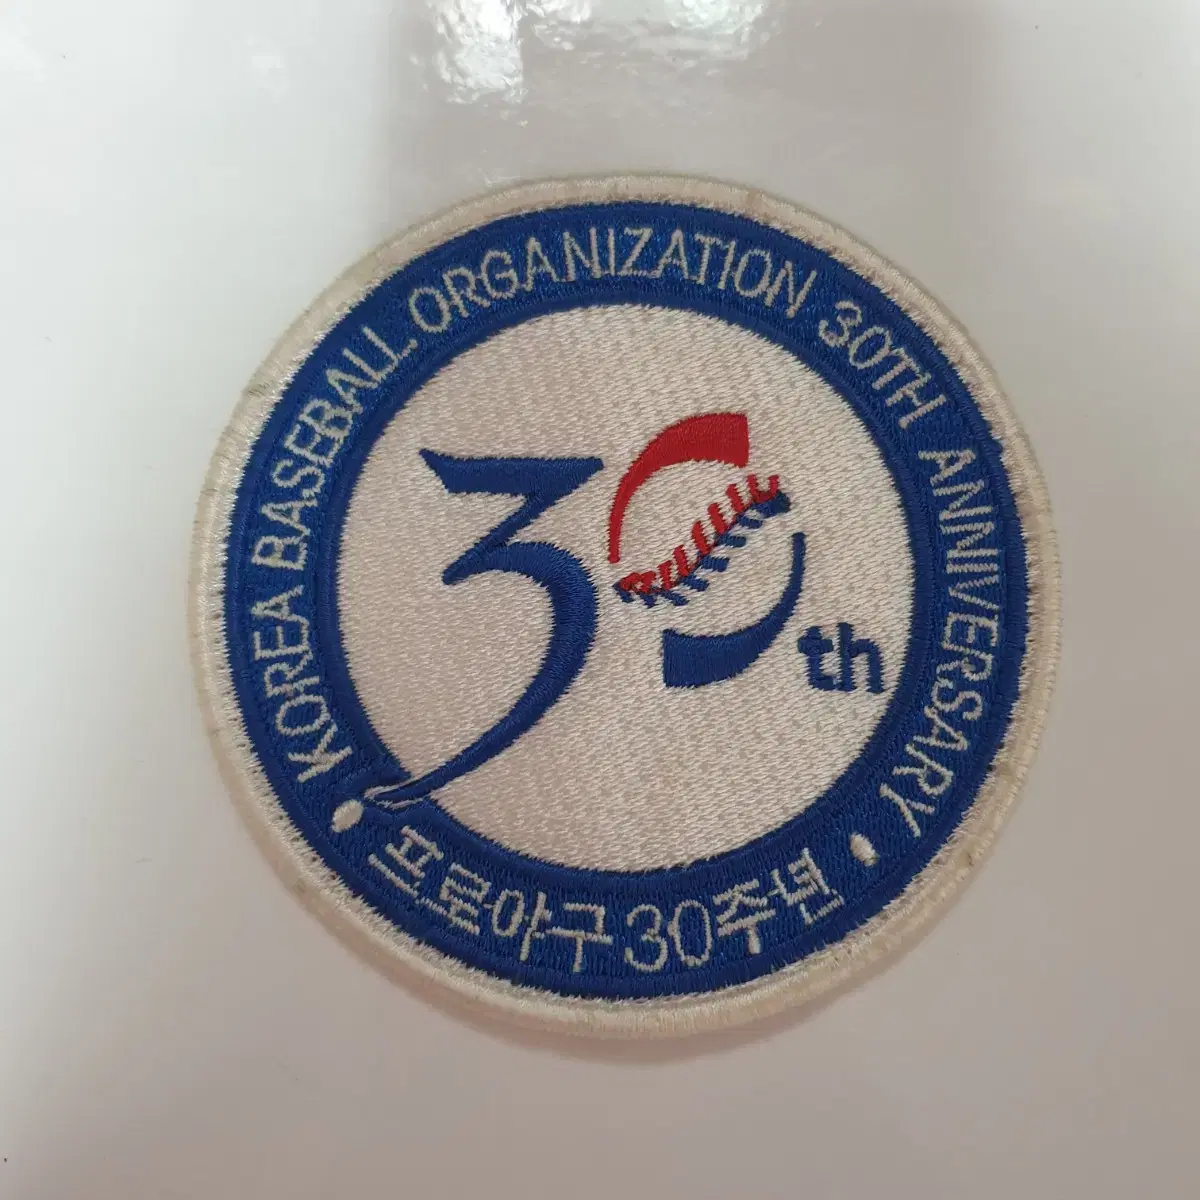 KOREA BASEBALL ORGANIZATION 30TH ANNIVERSARY
30th
프로야구 30주년